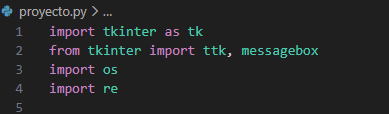 proyecto.py > ...
1 import tkinter as tk
2 from tkinter import ttk, messagebox
3 import os
4 import re
5